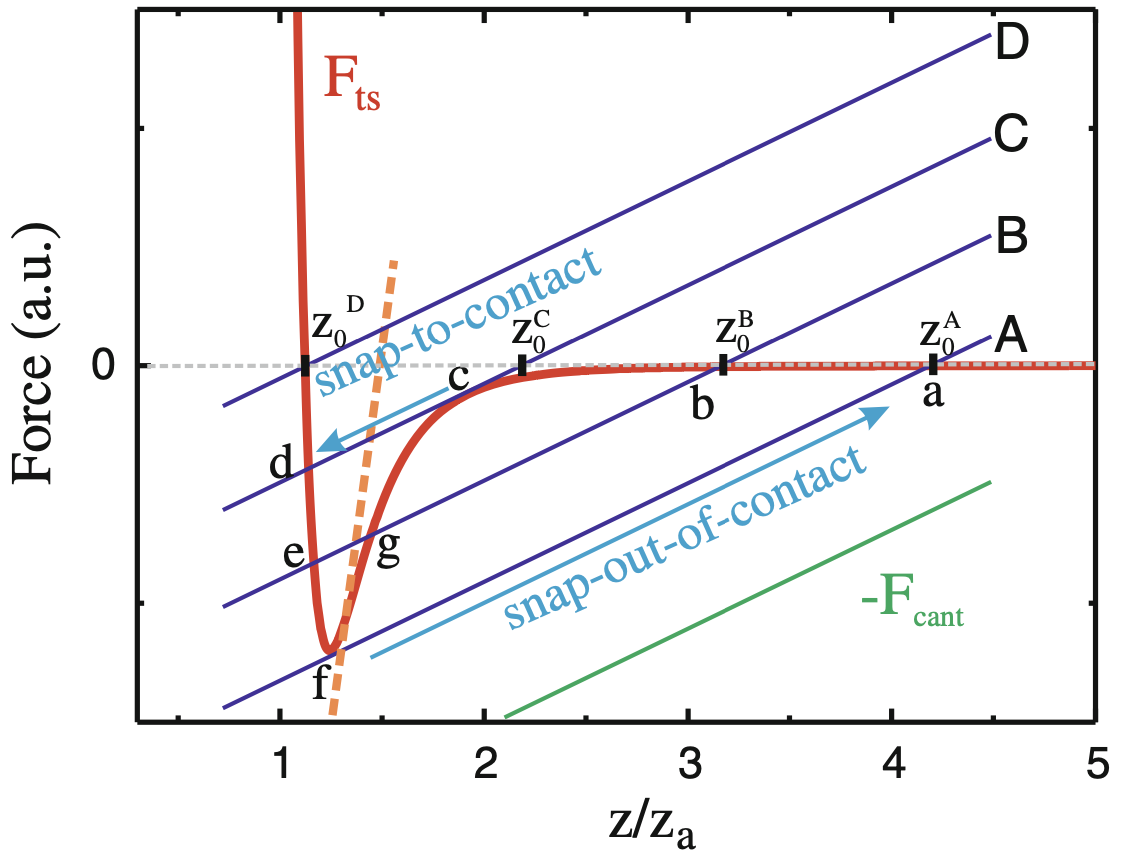 D
F_ts
C
B
snap-to-contact
z_0^D
z_0^C
z_0^B
z_0^A
A
0
c
b
a
d
e
g
snap-out-of-contact
-F_cant
f
Force (a.u.)
1 2 3 4 5
z/z_a